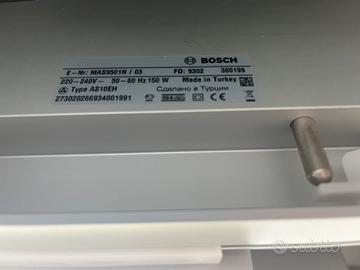 BOSCH
E-Nr: MAS9501N / 03 FD: 9302 300199
220-240V~ 50-60 Hz 150 W Made in Turkey
Type AS10EH Сделано в Турции
273020266934001991
CE
subito